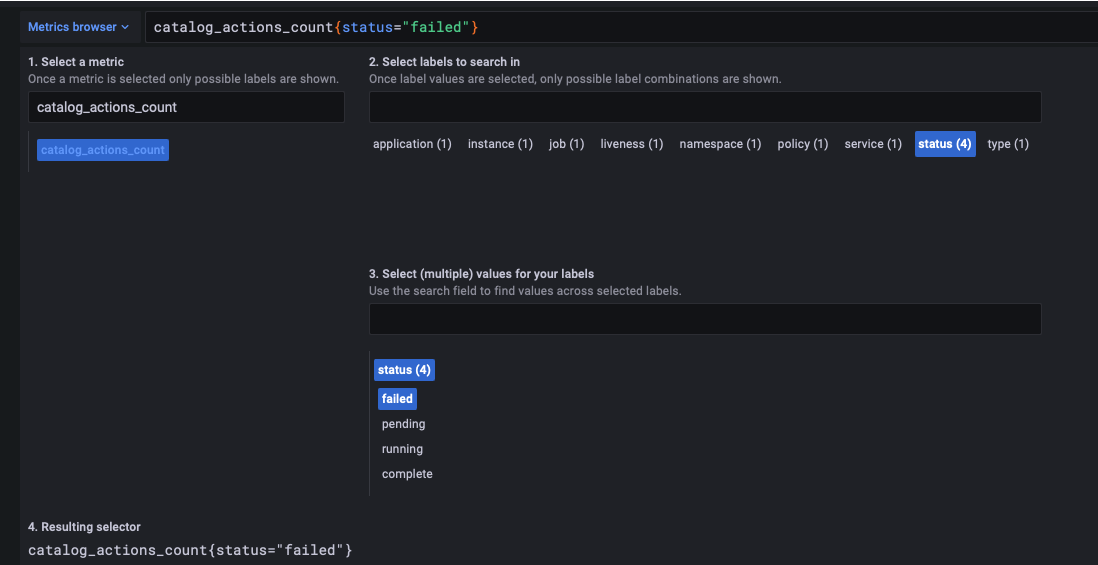 Metrics browser
catalog_actions_count{status="failed"}
1. Select a metric
Once a metric is selected only possible labels are shown.
catalog_actions_count
catalog_actions_count
2. Select labels to search in
Once label values are selected, only possible label combinations are shown.
application (1) instance (1) job (1) liveness (1) namespace (1) policy (1) service (1) status (4) type (1)
3. Select (multiple) values for your labels
Use the search field to find values across selected labels.
status (4)
failed
pending
running
complete
4. Resulting selector
catalog_actions_count{status="failed"}